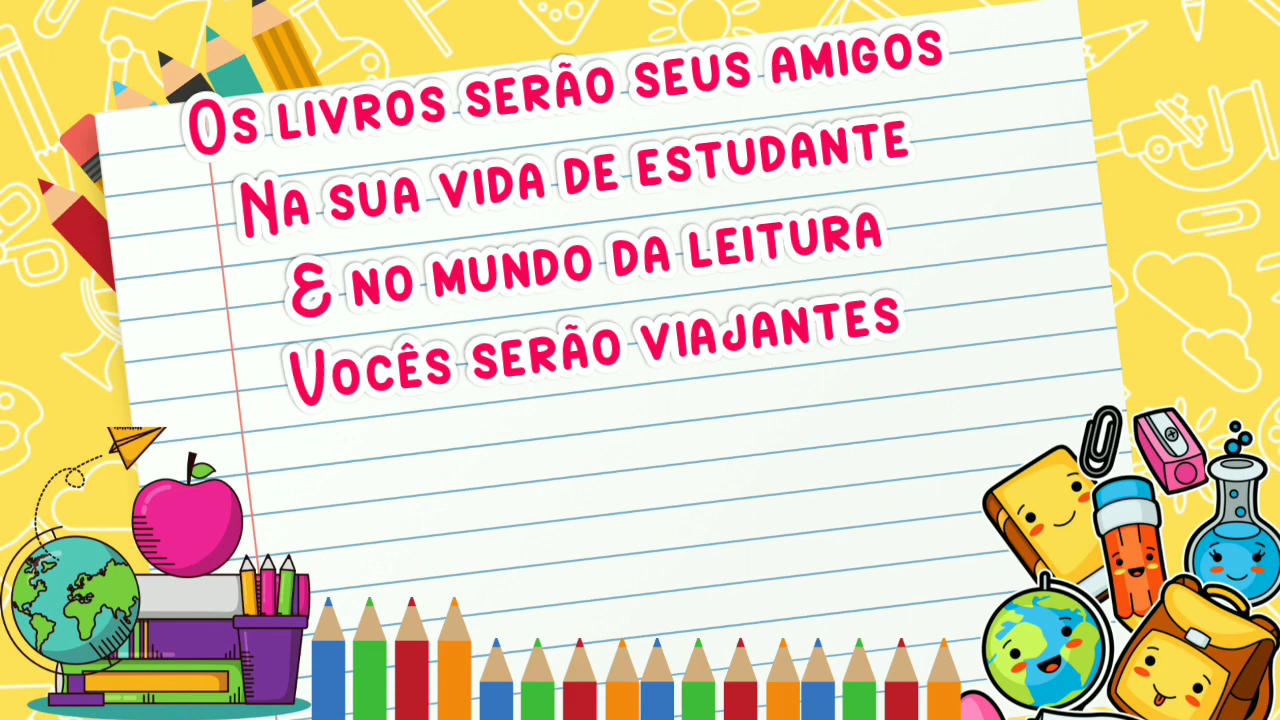 Os livros serão seus amigos
Na sua vida de estudante
E no mundo da leitura
Vocês serão viajantes